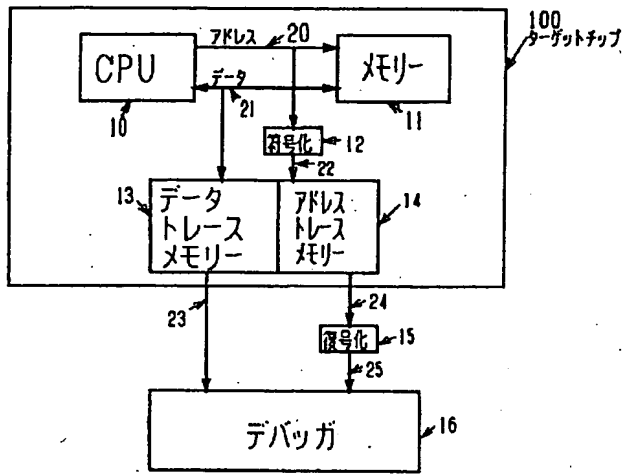 100
ターゲットチップ
アドレス 20
CPU
メモリー
データ
21
10
11
符号化 12
22
13
データ
トレース
メモリー
アドレス
トレース
メモリー
14
23
24
復号化 15
25
デバッガ
16